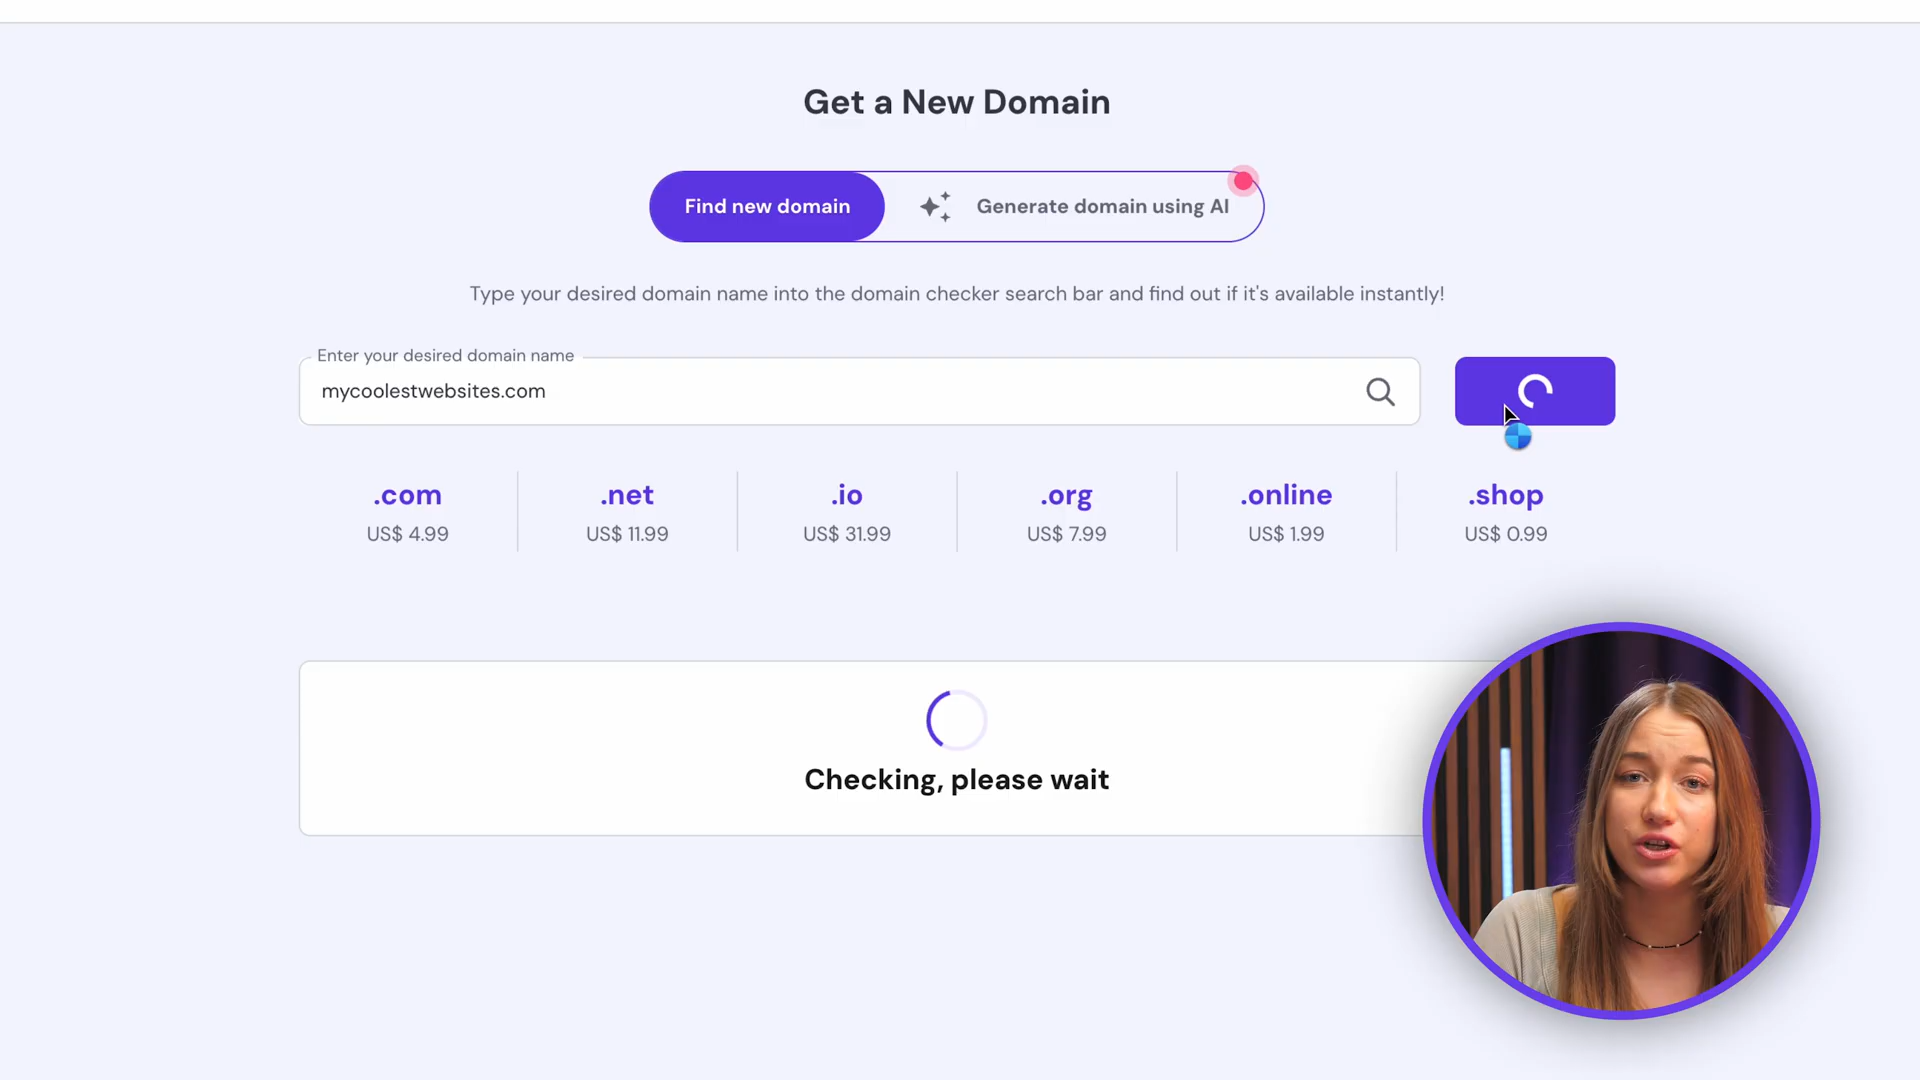 Get a New Domain
Find new domain
Generate domain using AI
Type your desired domain name into the domain checker search bar and find out if it's available instantly!
Enter your desired domain name
mycoolestwebsites.com
.com
US$ 4.99
.net
US$ 11.99
.io
US$ 31.99
.org
US$ 7.99
.online
US$ 1.99
.shop
US$ 0.99
Checking, please wait